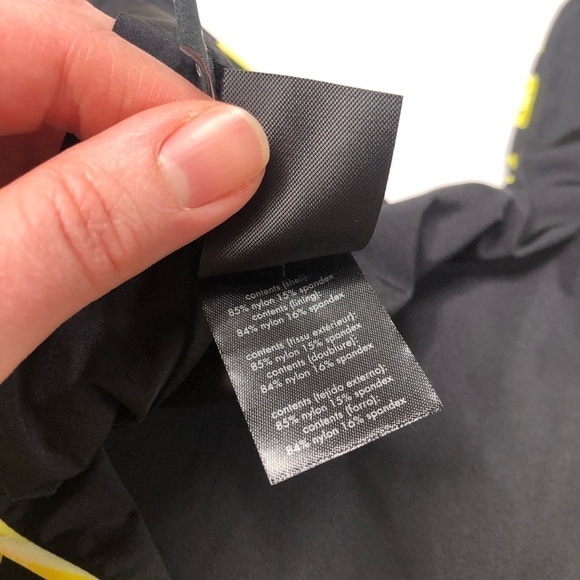 contents (shell):
85% nylon 15% spandex
contents (lining):
84% nylon 16% spandex
contents (tissu extérieur):
85% nylon 15% spandex
contents (doublure):
84% nylon 16% spandex
contents (tejido externo):
85% nylon 15% spandex
contents (forro):
84% nylon 16% spandex